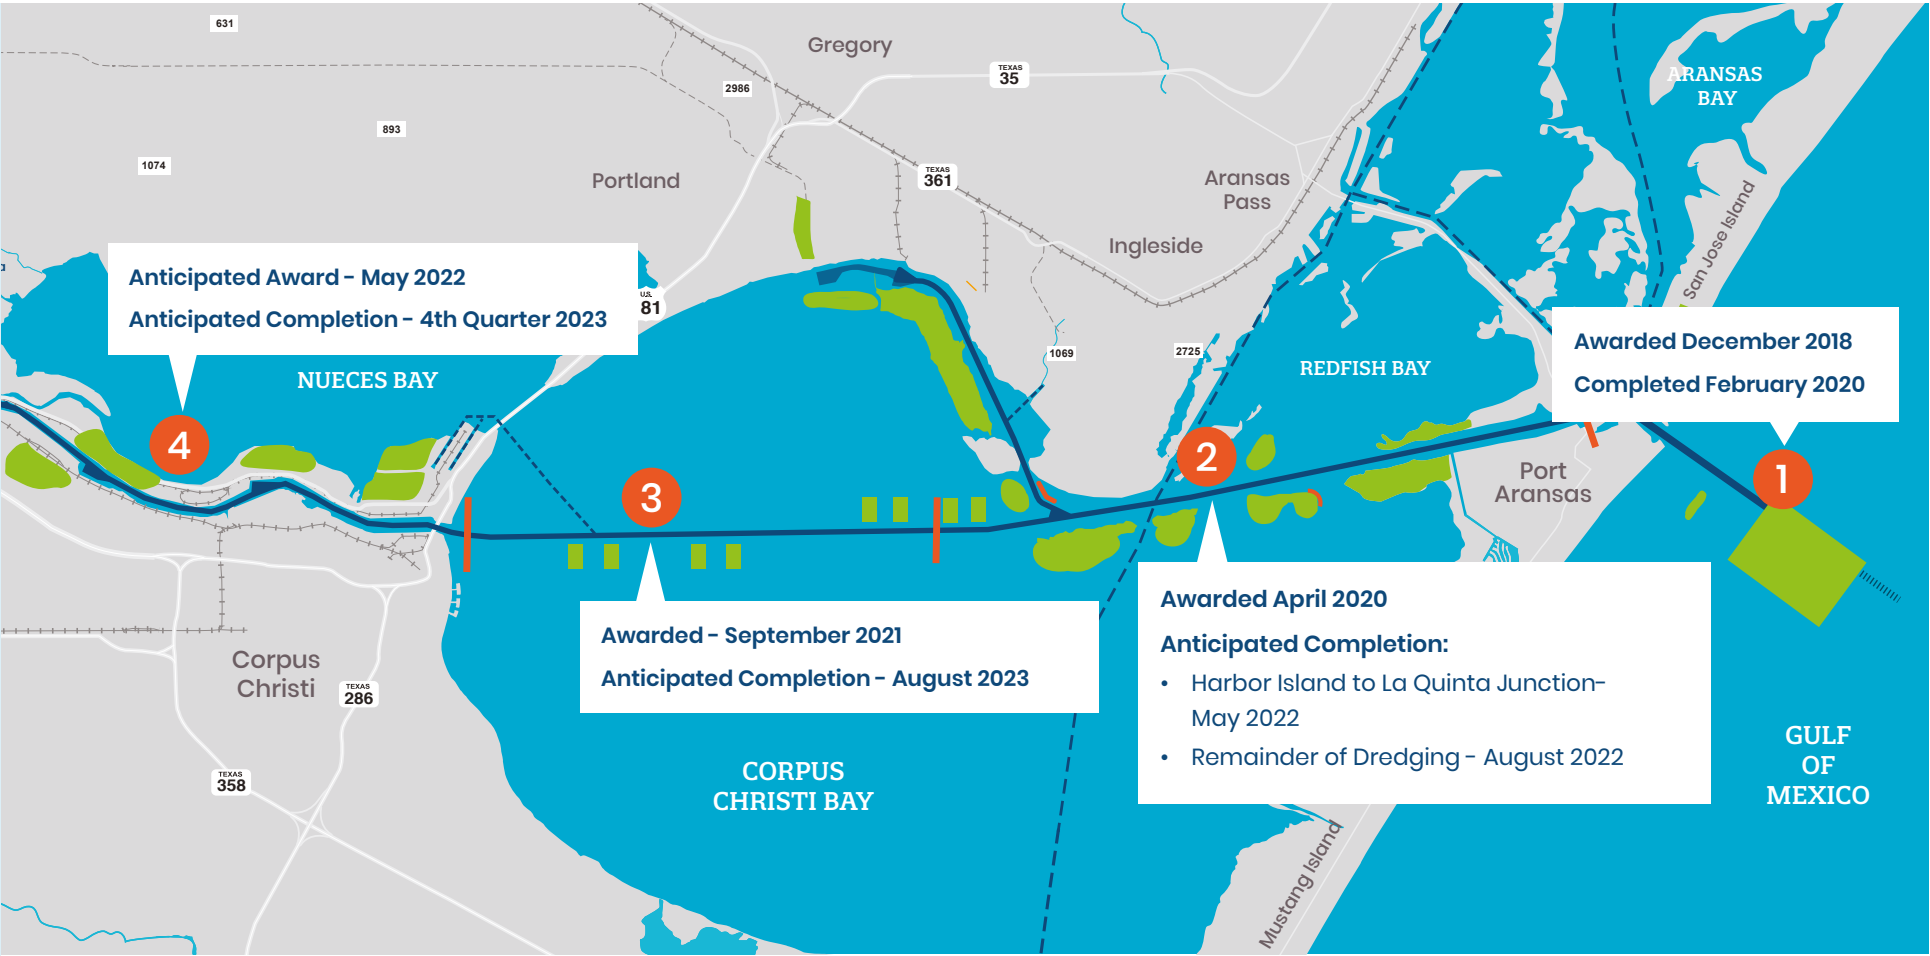 631
Gregory
TEXAS
35
ARANSAS
BAY
2986
893
1074
Portland
TEXAS
361
Aransas
Pass
Ingleside
San Jose Island
Anticipated Award - May 2022
Anticipated Completion - 4th Quarter 2023
U.S.
81
1069
2725
REDFISH BAY
Awarded December 2018
Completed February 2020
NUECES BAY
4
3
2
1
Port
Aransas
Awarded - September 2021
Anticipated Completion - August 2023
Awarded April 2020
Anticipated Completion:
• Harbor Island to La Quinta Junction-
May 2022
• Remainder of Dredging - August 2022
Corpus
Christi
TEXAS
286
TEXAS
358
CORPUS
CHRISTI BAY
GULF
OF
MEXICO
Mustang Island